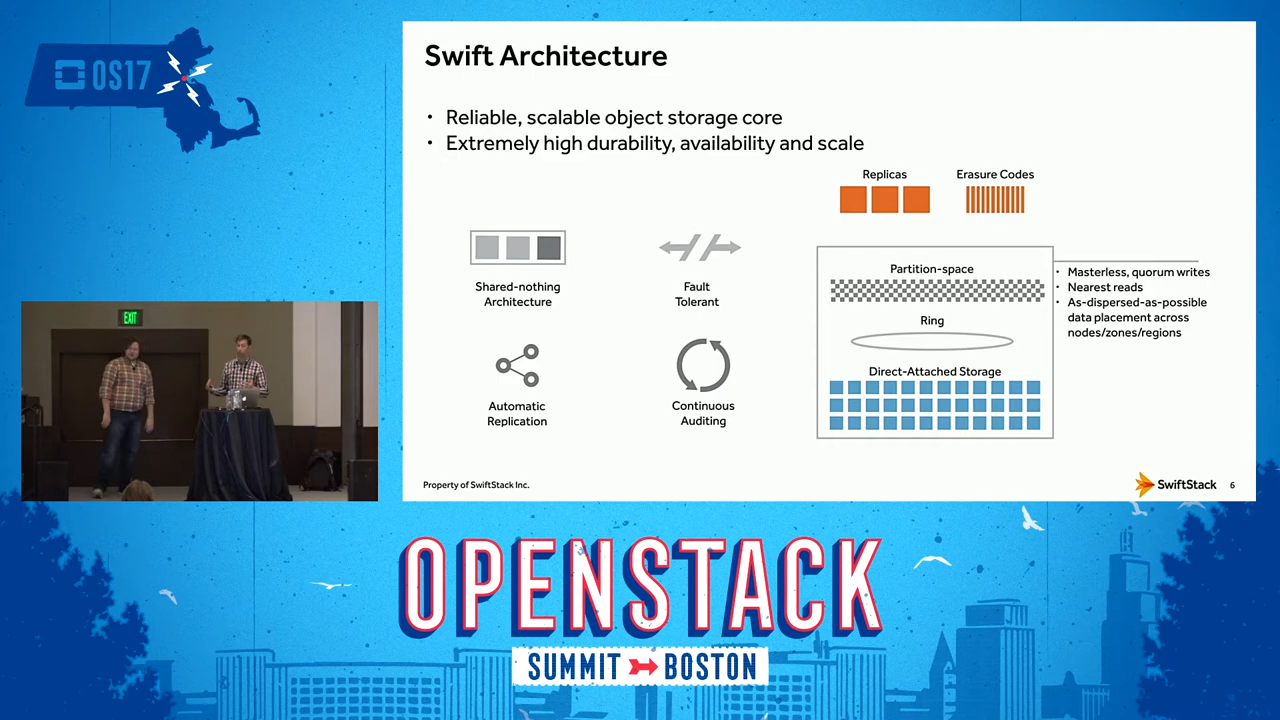 OS17
EXIT
Swift Architecture
• Reliable, scalable object storage core
• Extremely high durability, availability and scale
Replicas
Erasure Codes
Shared-nothing
Architecture
Fault
Tolerant
Automatic
Replication
Continuous
Auditing
Partition-space
Ring
Direct-Attached Storage
• Masterless, quorum writes
• Nearest reads
• As-dispersed-as-possible
data placement across
nodes/zones/regions
Property of SwiftStack Inc.
SwiftStack
6
OPENSTACK
SUMMIT BOSTON